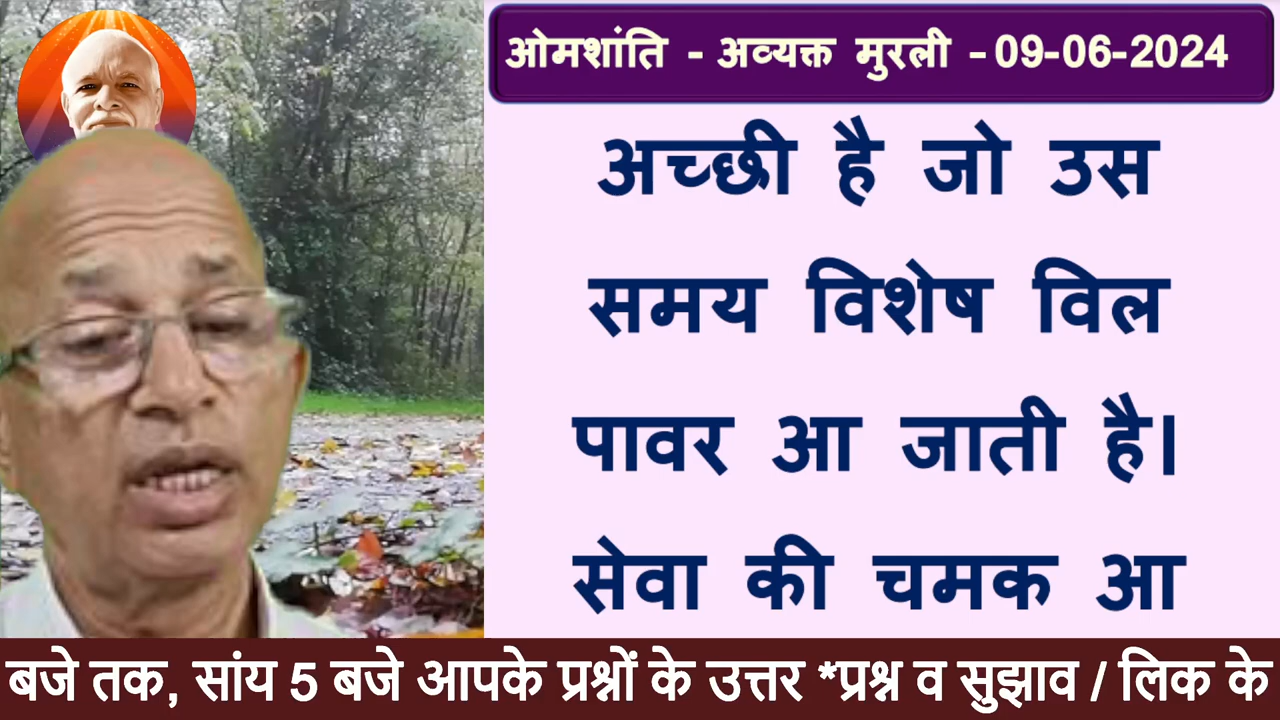 ओमशांति - अव्यक्त मुरली - 09-06-2024
अच्छी है जो उस
समय विशेष विल
पावर आ जाती है।
सेवा की चमक आ
बजे तक, सांय 5 बजे आपके प्रश्नों के उत्तर *प्रश्न व सुझाव / लिक के